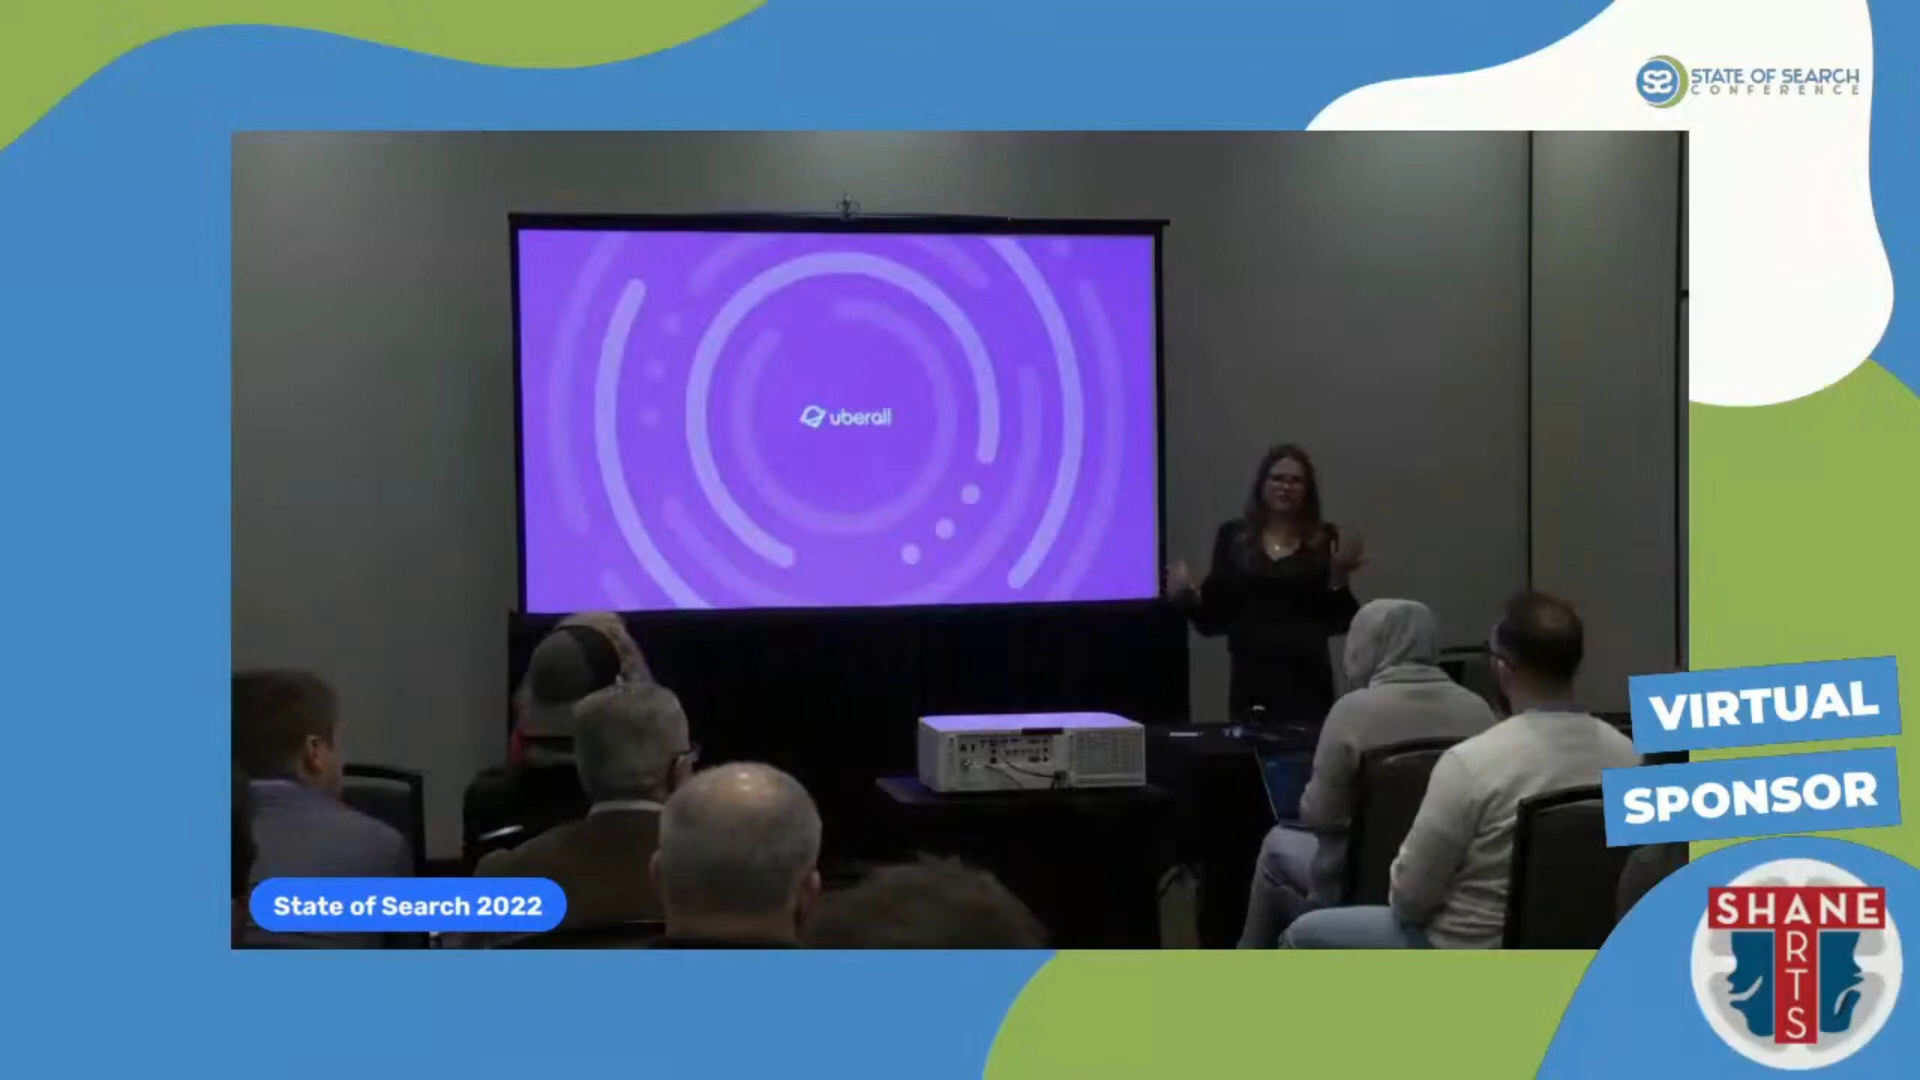 STATE OF SEARCH
CONFERENCE
uberall
VIRTUAL
SPONSOR
State of Search 2022
SHANE
ARTS